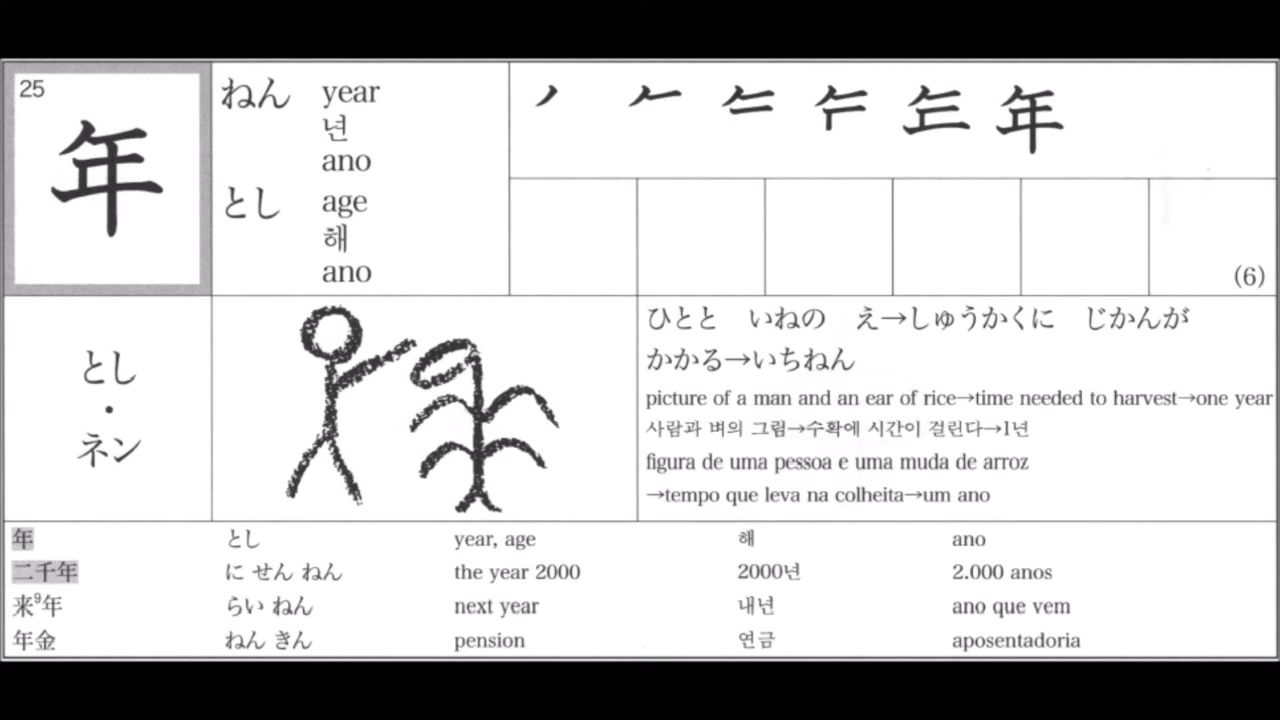 25
年
ねん year
년
ano
とし age
해
ano
(6)
とし
・
ネン
ひとと いねの え→しゅうかくに じかんが
かかる→いちねん
picture of a man and an ear of rice→time needed to harvest→one year
사람과 벼의 그림→수확에 시간이 걸린다→1년
figura de uma pessoa e uma muda de arroz
→tempo que leva na colheita→um ano
年 とし year, age 해 ano
二千年 に せん ねん the year 2000 2000년 2.000 anos
来⁹年 らい ねん next year 내년 ano que vem
年金 ねん きん pension 연금 aposentadoria